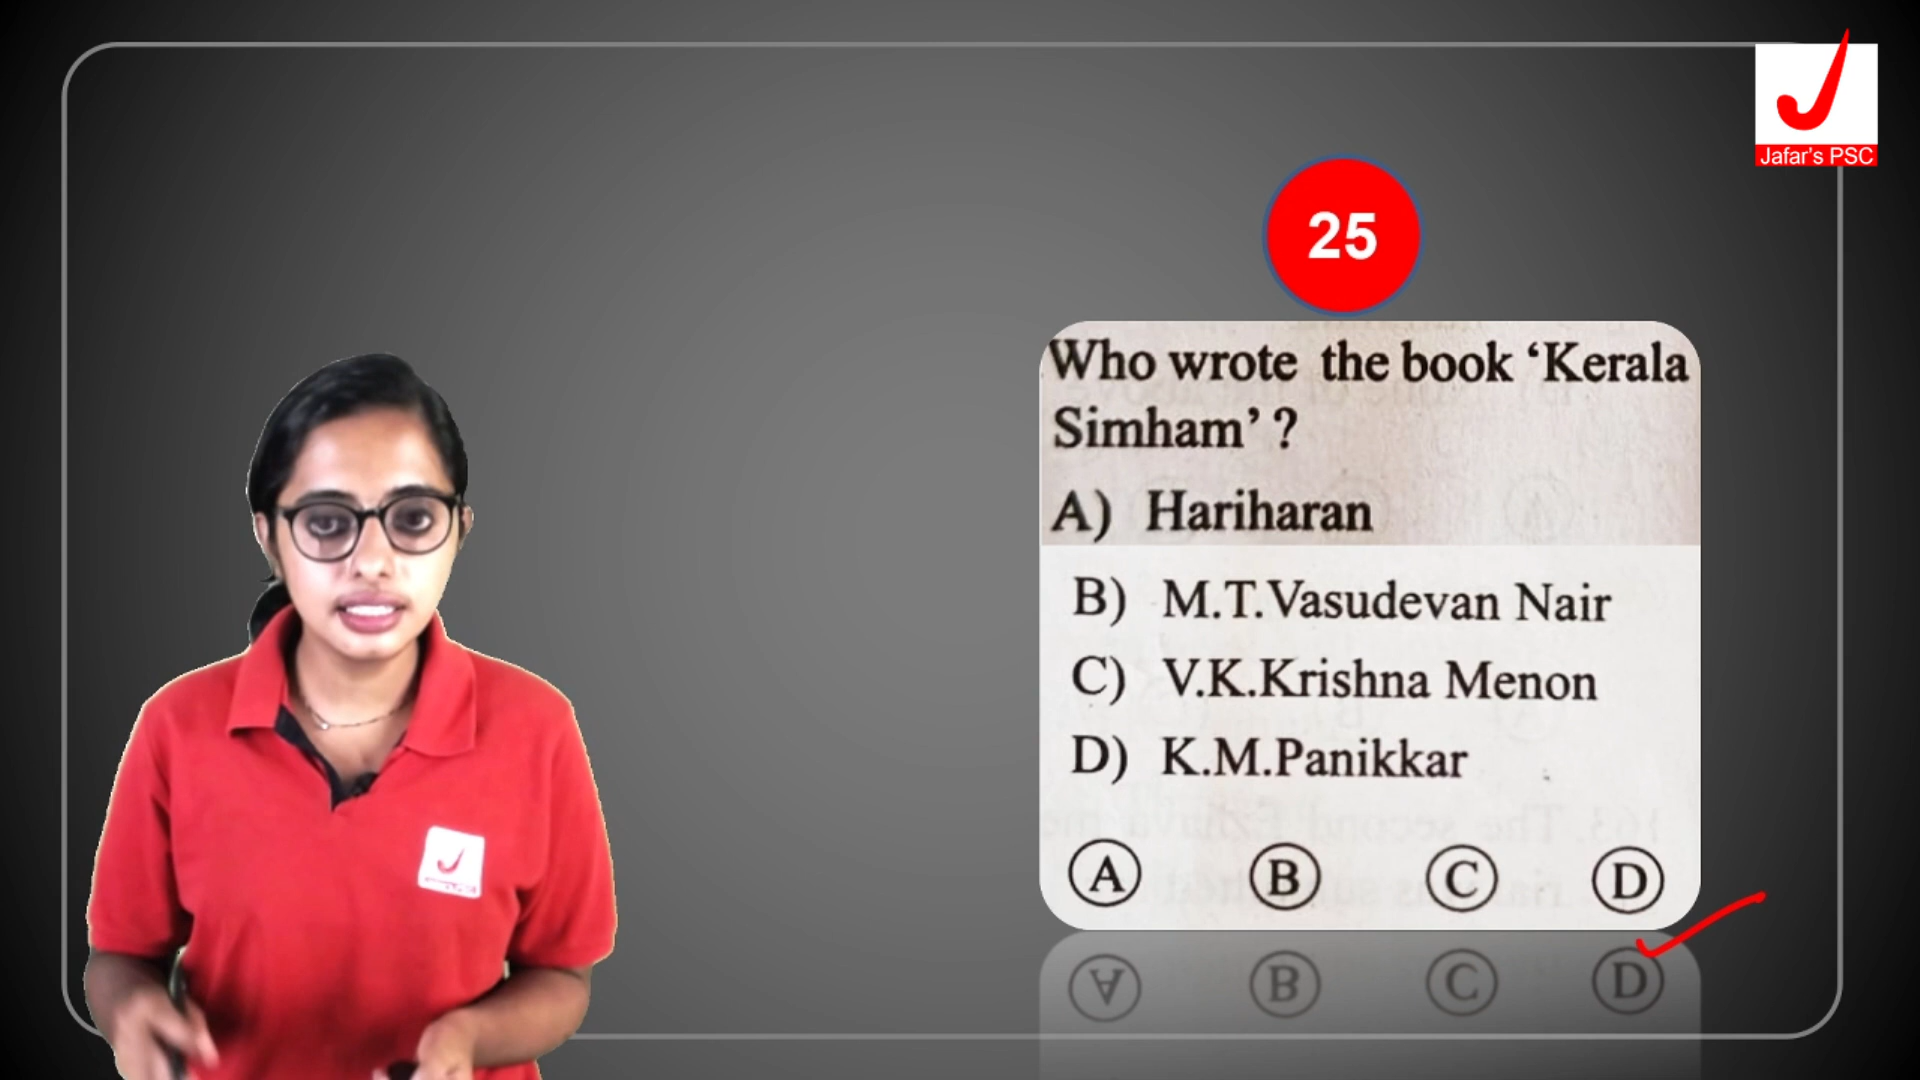 Jafar's PSC
25
Who wrote the book ‘Kerala
Simham’ ?
A) Hariharan
B) M.T.Vasudevan Nair
C) V.K.Krishna Menon
D) K.M.Panikkar
A B C D